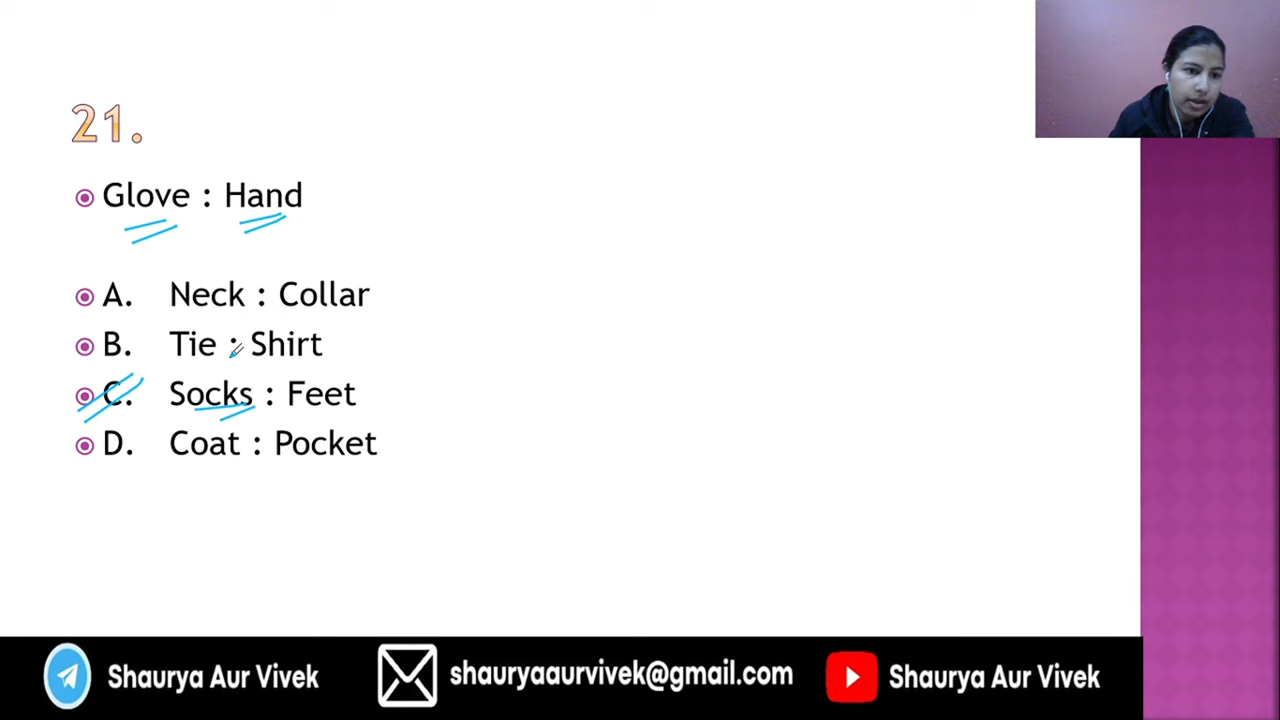 21.
Glove : Hand
A. Neck : Collar
B. Tie : Shirt
C. Socks : Feet
D. Coat : Pocket
Shaurya Aur Vivek shauryaaurvivek@gmail.com Shaurya Aur Vivek